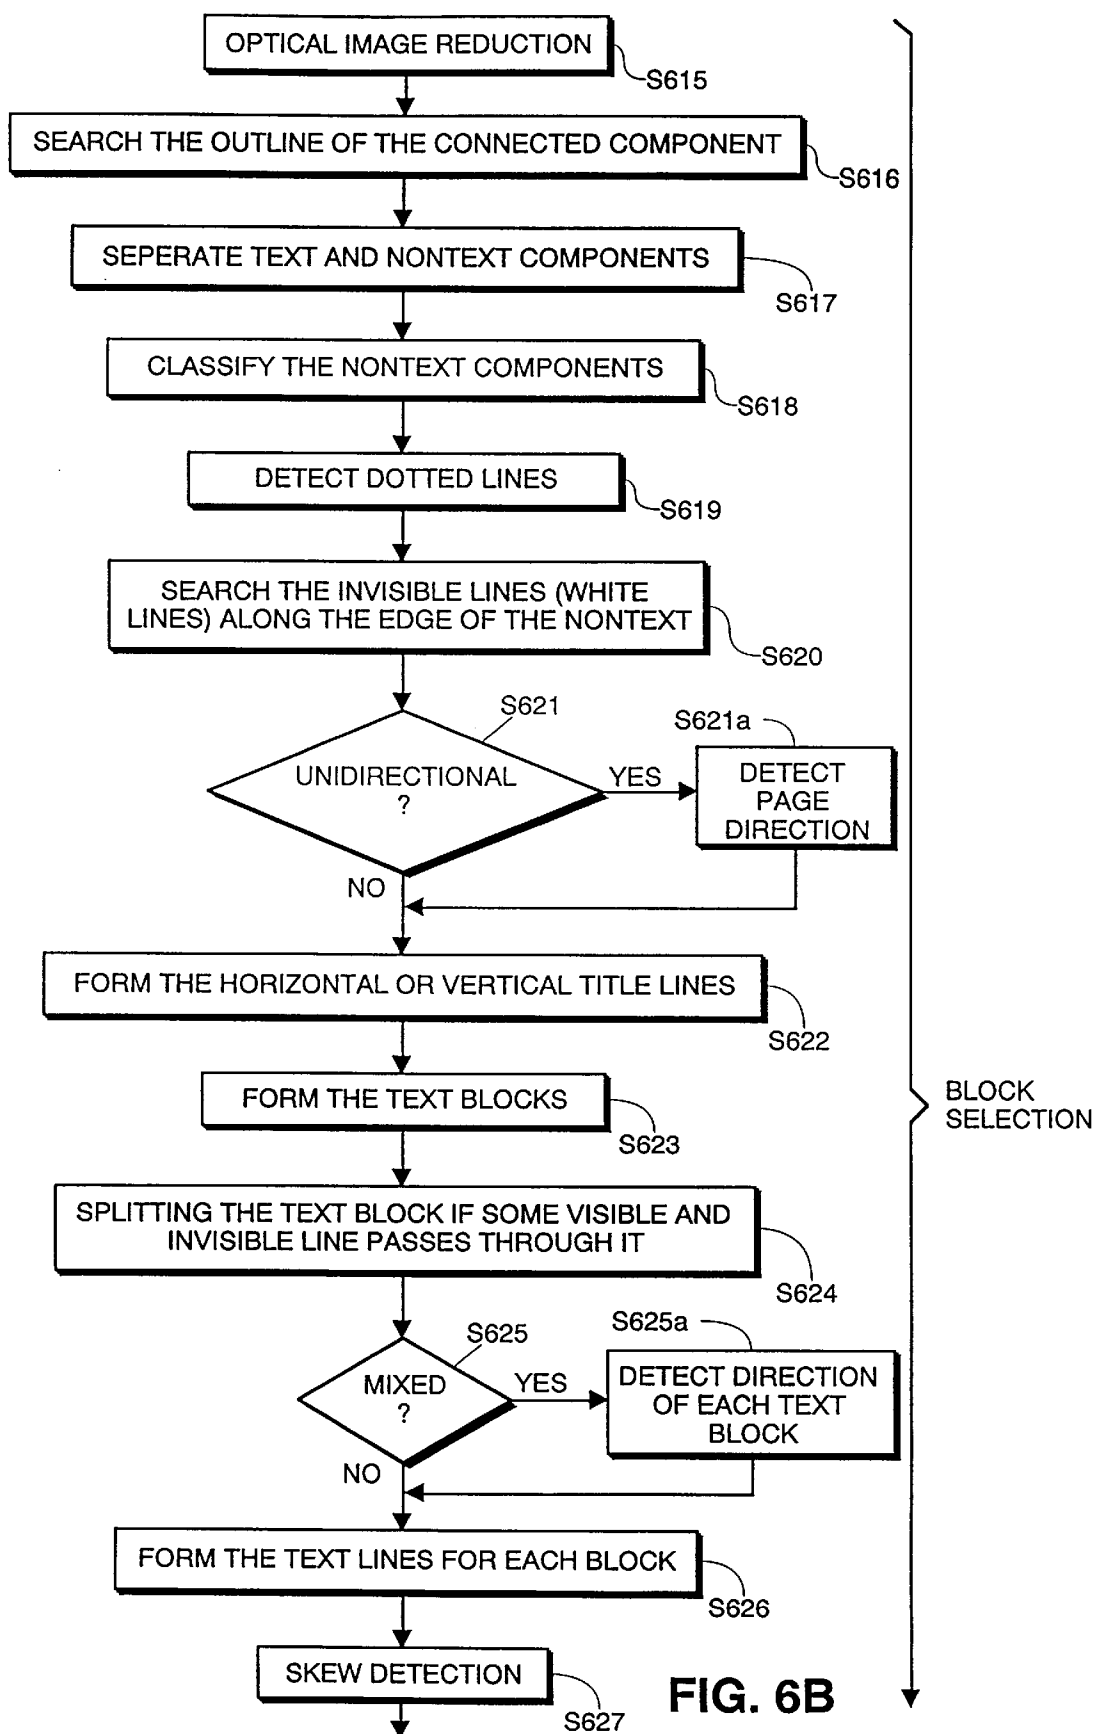 OPTICAL IMAGE REDUCTION
S615
SEARCH THE OUTLINE OF THE CONNECTED COMPONENT
S616
SEPERATE TEXT AND NONTEXT COMPONENTS
S617
CLASSIFY THE NONTEXT COMPONENTS
S618
DETECT DOTTED LINES
S619
SEARCH THE INVISIBLE LINES (WHITE
LINES) ALONG THE EDGE OF THE NONTEXT
S620
S621
UNIDIRECTIONAL
?
YES
S621a
DETECT
PAGE
DIRECTION
NO
FORM THE HORIZONTAL OR VERTICAL TITLE LINES
S622
FORM THE TEXT BLOCKS
S623
BLOCK
SELECTION
SPLITTING THE TEXT BLOCK IF SOME VISIBLE AND
INVISIBLE LINE PASSES THROUGH IT
S624
S625
MIXED
?
YES
S625a
DETECT DIRECTION
OF EACH TEXT
BLOCK
NO
FORM THE TEXT LINES FOR EACH BLOCK
S626
SKEW DETECTION
S627
FIG. 6B